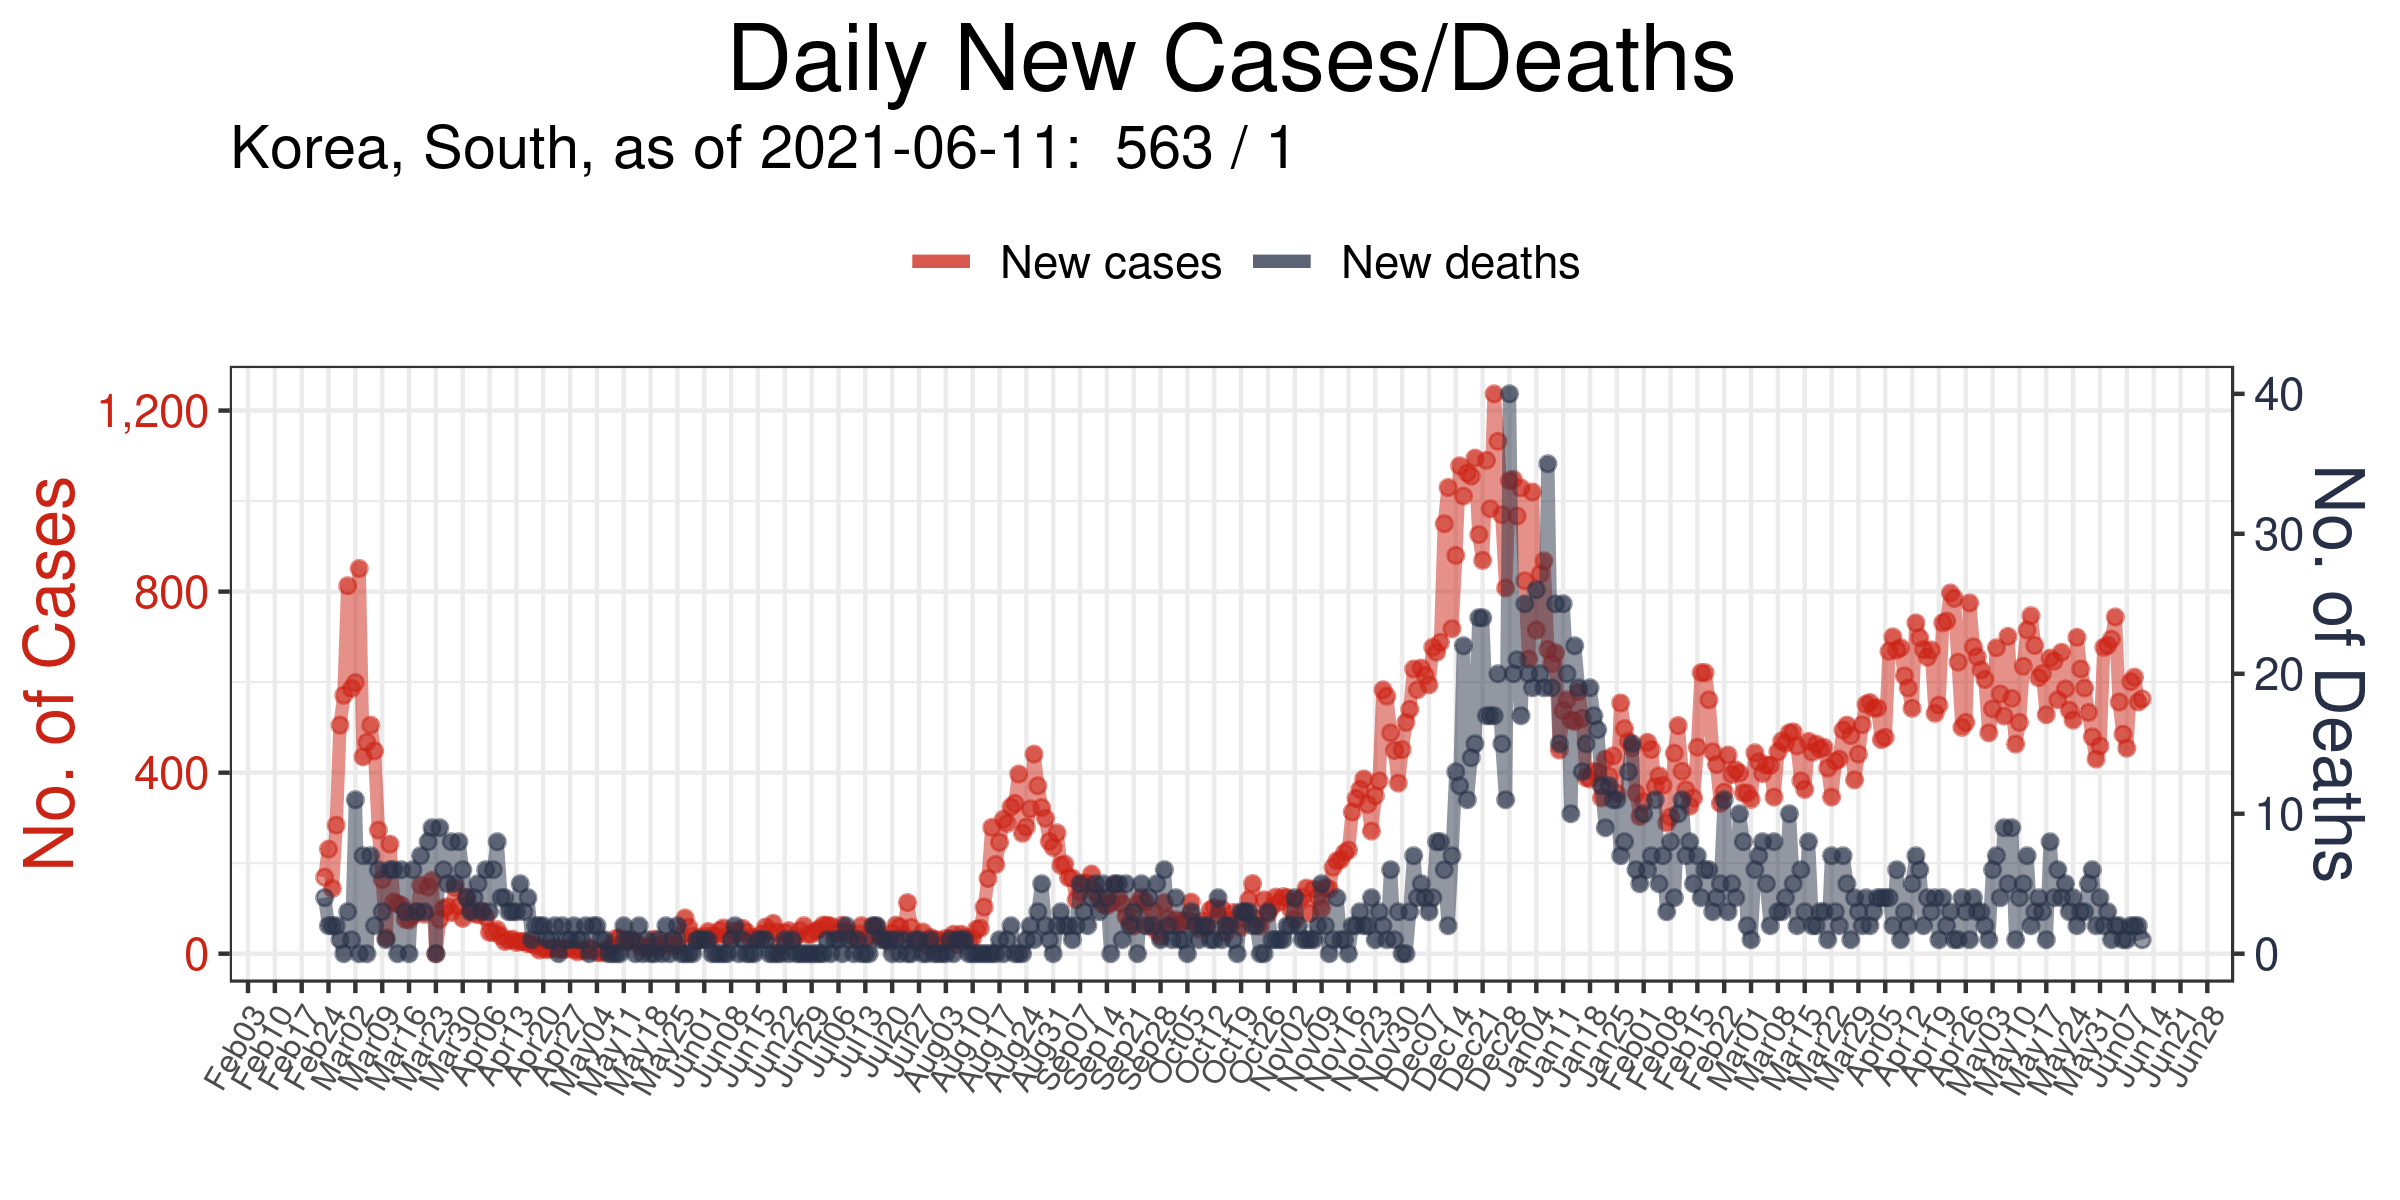 Daily New Cases/Deaths
Korea, South, as of 2021-06-11:  563 / 1
New cases
New deaths
No. of Cases
1,200
800
400
0
40
30
20
10
0
No. of Deaths
Feb03
Feb10
Feb17
Feb24
Mar02
Mar09
Mar16
Mar23
Mar30
Apr06
Apr13
Apr20
Apr27
May04
May11
May18
May25
Jun01
Jun08
Jun15
Jun22
Jun29
Jul06
Jul13
Jul20
Jul27
Aug03
Aug10
Aug17
Aug24
Aug31
Sep07
Sep14
Sep21
Sep28
Oct05
Oct12
Oct19
Oct26
Nov02
Nov09
Nov16
Nov23
Nov30
Dec07
Dec14
Dec21
Dec28
Jan04
Jan11
Jan18
Jan25
Feb01
Feb08
Feb15
Feb22
Mar01
Mar08
Mar15
Mar22
Mar29
Apr05
Apr12
Apr19
Apr26
May03
May10
May17
May24
May31
Jun07
Jun14
Jun21
Jun28